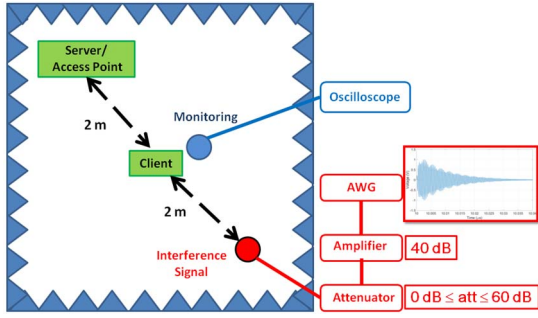 Server/
Access Point
2 m
Monitoring
Oscilloscope
Client
2 m
AWG
Interference
Signal
Amplifier
40 dB
Attenuator
0 dB ≤ att ≤ 60 dB